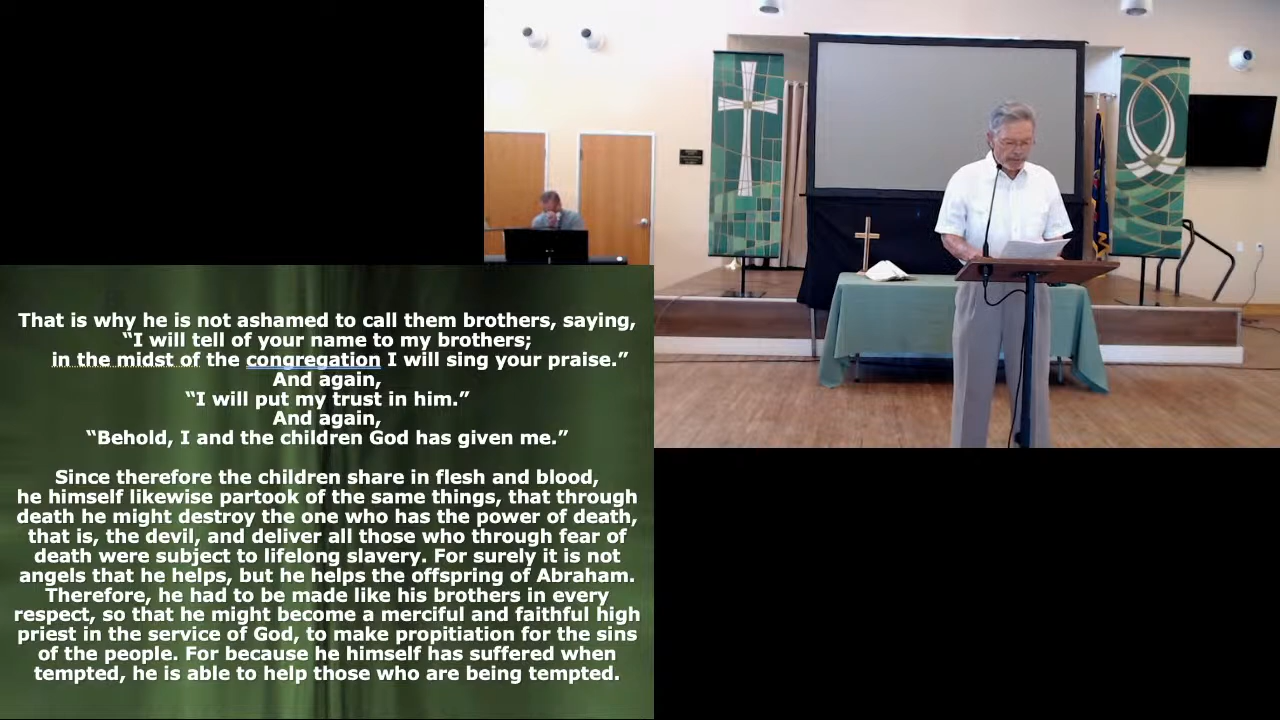 That is why he is not ashamed to call them brothers, saying,
“I will tell of your name to my brothers;
in the midst of the congregation I will sing your praise.”
And again,
“I will put my trust in him.”
And again,
“Behold, I and the children God has given me.”
Since therefore the children share in flesh and blood,
he himself likewise partook of the same things, that through
death he might destroy the one who has the power of death,
that is, the devil, and deliver all those who through fear of
death were subject to lifelong slavery. For surely it is not
angels that he helps, but he helps the offspring of Abraham.
Therefore, he had to be made like his brothers in every
respect, so that he might become a merciful and faithful high
priest in the service of God, to make propitiation for the sins
of the people. For because he himself has suffered when
tempted, he is able to help those who are being tempted.